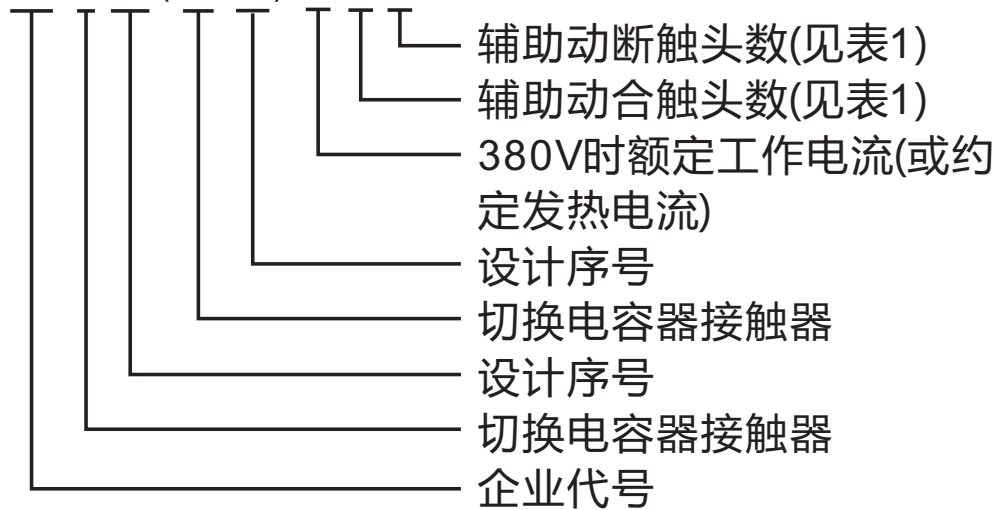 辅助动断触头数(见表1)
辅助动合触头数(见表1)
380V时额定工作电流(或约
定发热电流)
设计序号
切换电容器接触器
设计序号
切换电容器接触器
企业代号